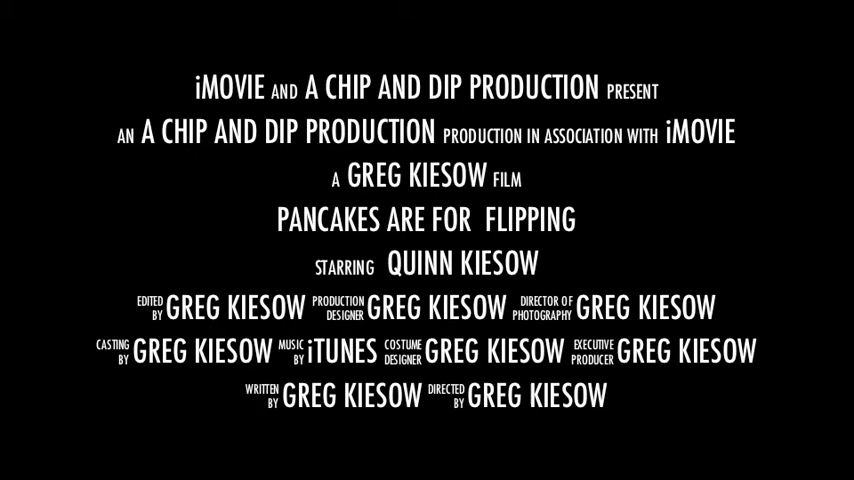 iMOVIE AND A CHIP AND DIP PRODUCTION PRESENT
AN A CHIP AND DIP PRODUCTION PRODUCTION IN ASSOCIATION WITH iMOVIE
A GREG KIESOW FILM
PANCAKES ARE FOR FLIPPING
STARRING QUINN KIESOW
EDITED BY GREG KIESOW PRODUCTION DESIGNER GREG KIESOW DIRECTOR OF PHOTOGRAPHY GREG KIESOW
CASTING BY GREG KIESOW MUSIC BY iTUNES COSTUME DESIGNER GREG KIESOW EXECUTIVE PRODUCER GREG KIESOW
WRITTEN BY GREG KIESOW DIRECTED BY GREG KIESOW